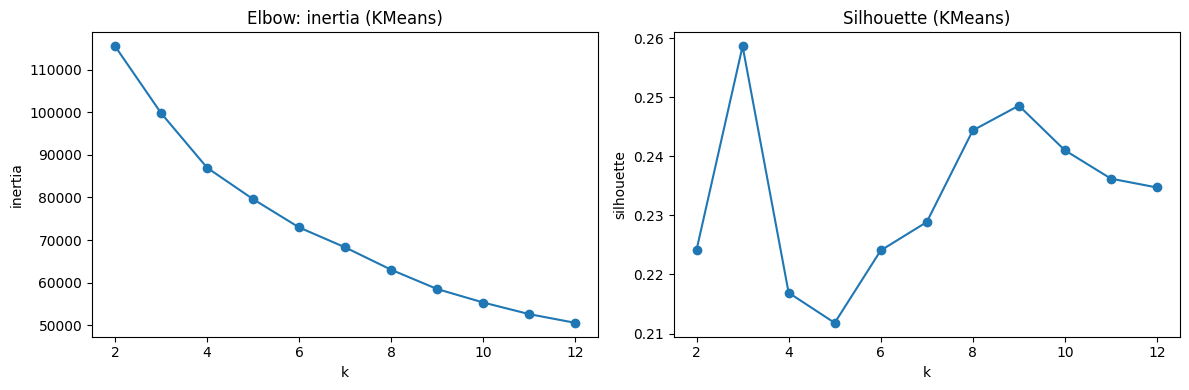 Elbow: inertia (KMeans)
inertia
110000
100000
90000
80000
70000
60000
50000
2 4 6 8 10 12
k
Silhouette (KMeans)
silhouette
0.26
0.25
0.24
0.23
0.22
0.21
2 4 6 8 10 12
k